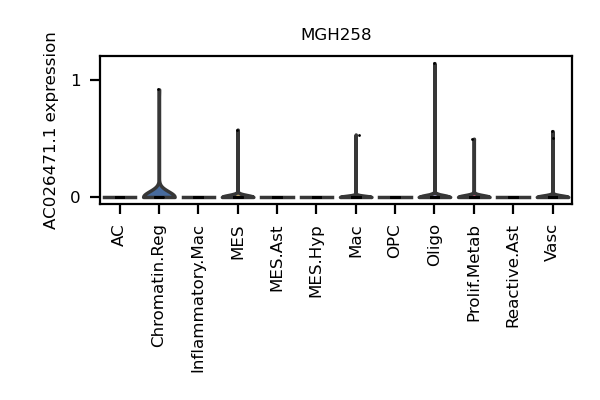 MGH258
AC026471.1 expression
1
0
AC
Chromatin.Reg
Inflammatory.Mac
MES
MES.Ast
MES.Hyp
Mac
OPC
Oligo
Prolif.Metab
Reactive.Ast
Vasc